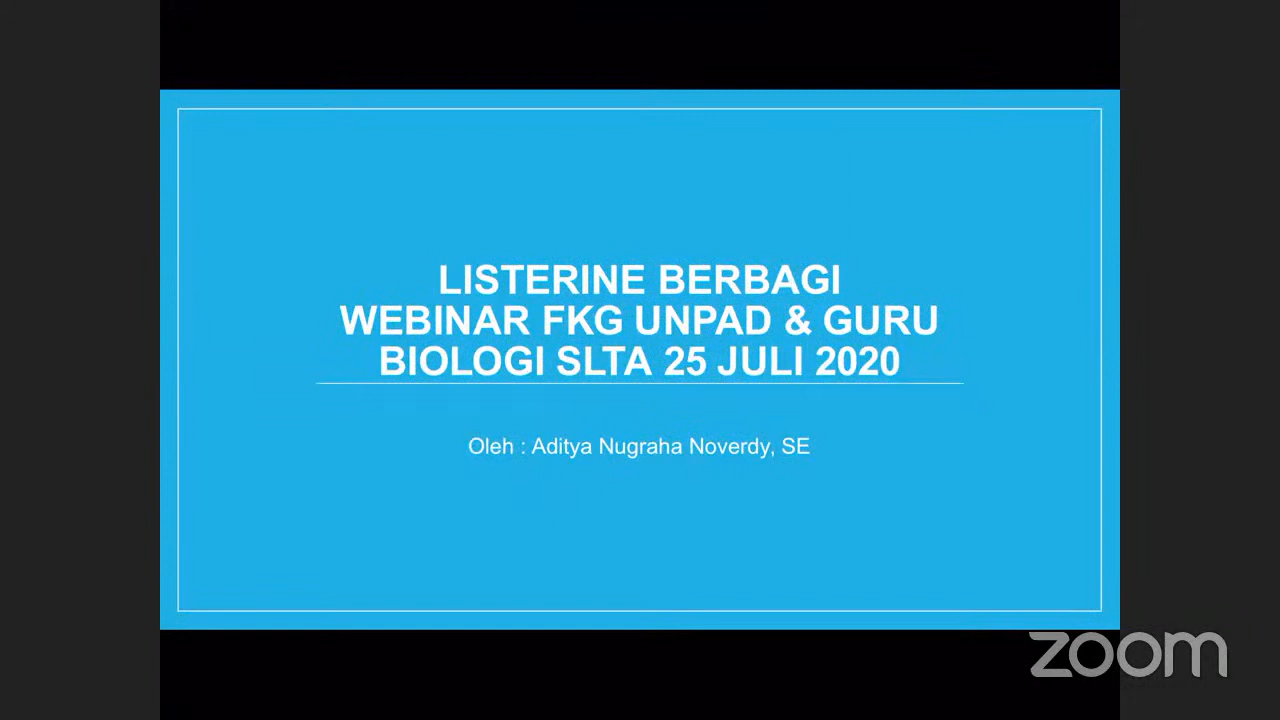 LISTERINE BERBAGI
WEBINAR FKG UNPAD & GURU
BIOLOGI SLTA 25 JULI 2020
Oleh : Aditya Nugraha Noverdy, SE
zoom